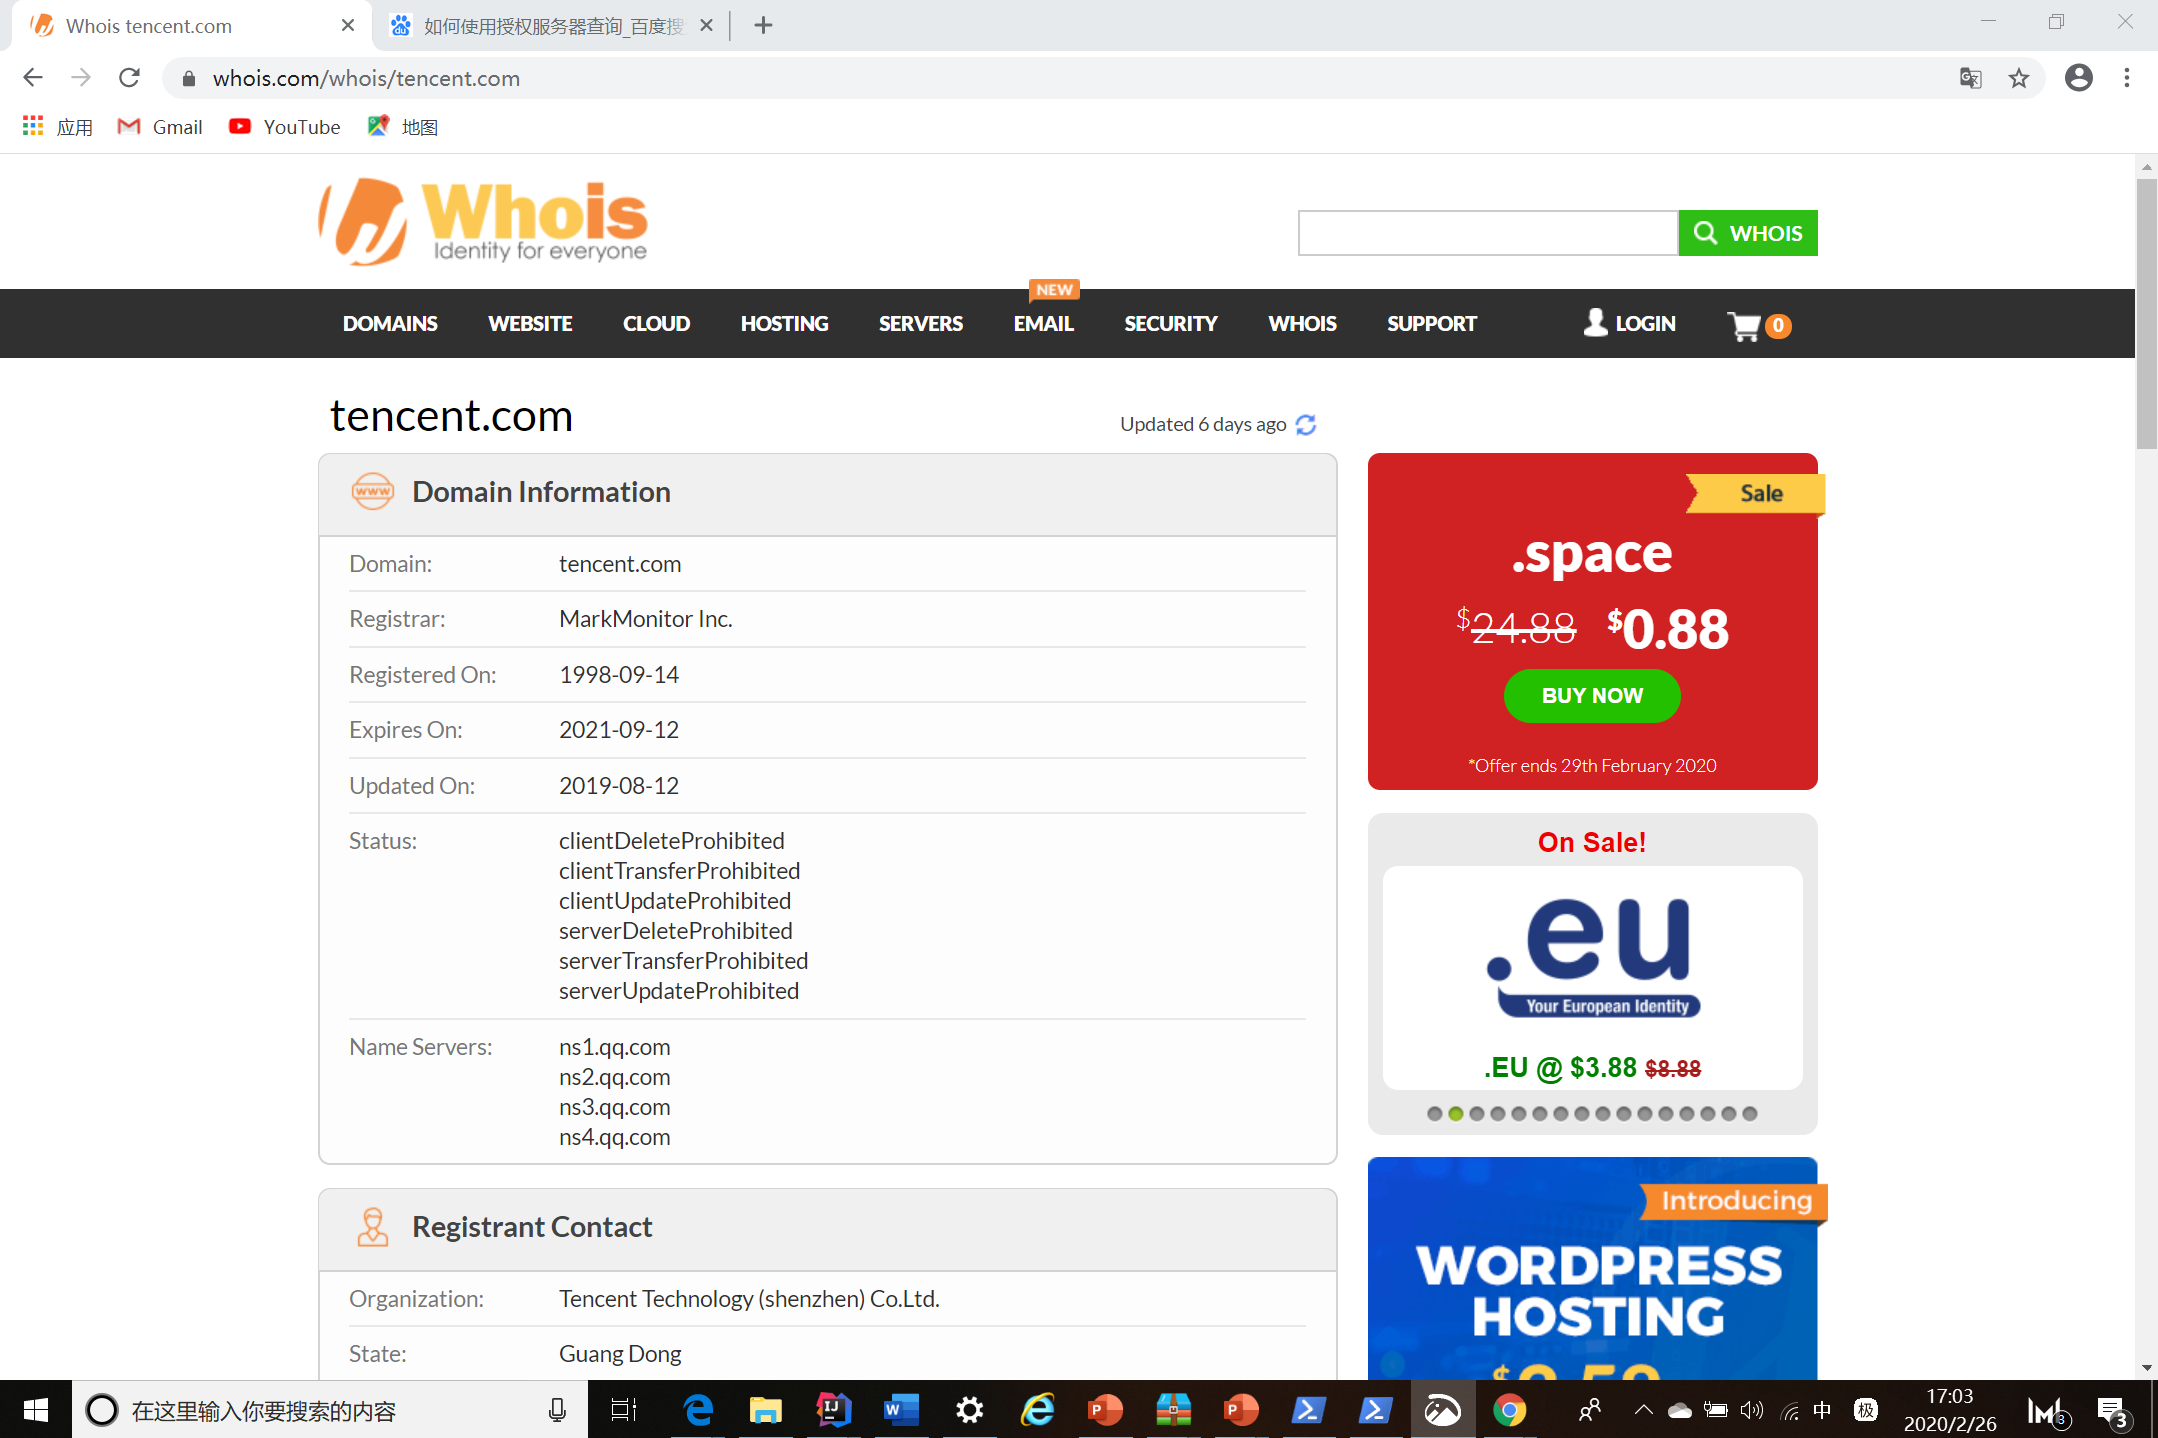 Whois tencent.com
如何使用授权服务器查询_百度搜
whois.com/whois/tencent.com
应用
Gmail
YouTube
地图
Whois
Identity for everyone
WHOIS
NEW
DOMAINS
WEBSITE
CLOUD
HOSTING
SERVERS
EMAIL
SECURITY
WHOIS
SUPPORT
LOGIN
0
tencent.com
Updated 6 days ago
www
Domain Information
Domain: tencent.com
Registrar: MarkMonitor Inc.
Registered On: 1998-09-14
Expires On: 2021-09-12
Updated On: 2019-08-12
Status: clientDeleteProhibited
clientTransferProhibited
clientUpdateProhibited
serverDeleteProhibited
serverTransferProhibited
serverUpdateProhibited
Name Servers: ns1.qq.com
ns2.qq.com
ns3.qq.com
ns4.qq.com
Registrant Contact
Organization: Tencent Technology (shenzhen) Co.Ltd.
State: Guang Dong
Sale
.space
$24.88 $0.88
BUY NOW
*Offer ends 29th February 2020
On Sale!
.eu
Your European Identity
.EU @ $3.88 $8.88
Introducing
WORDPRESS
HOSTING
在这里输入你要搜索的内容
中
极
17:03
2020/2/26
3
3